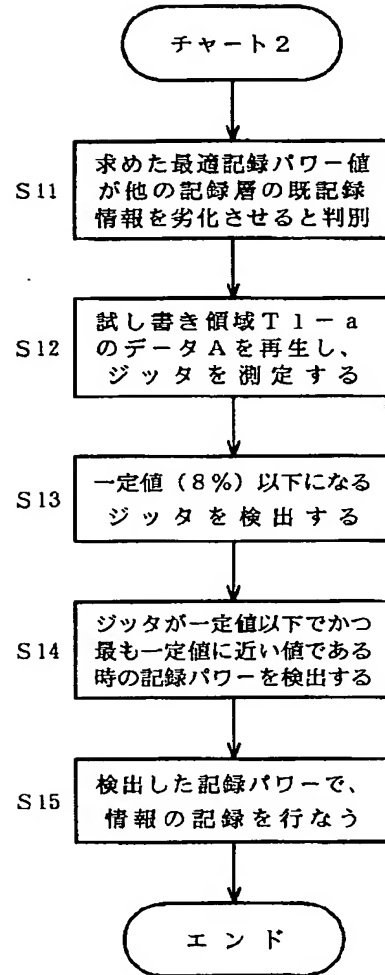 チャート2
S11
求めた最適記録パワー値
が他の記録層の既記録
情報を劣化させると判別
S12
試し書き領域T1-a
のデータAを再生し、
ジッタを測定する
S13
一定値(8%)以下になる
ジッタを検出する
S14
ジッタが一定値以下でかつ
最も一定値に近い値である
時の記録パワーを検出する
S15
検出した記録パワーで、
情報の記録を行なう
エンド